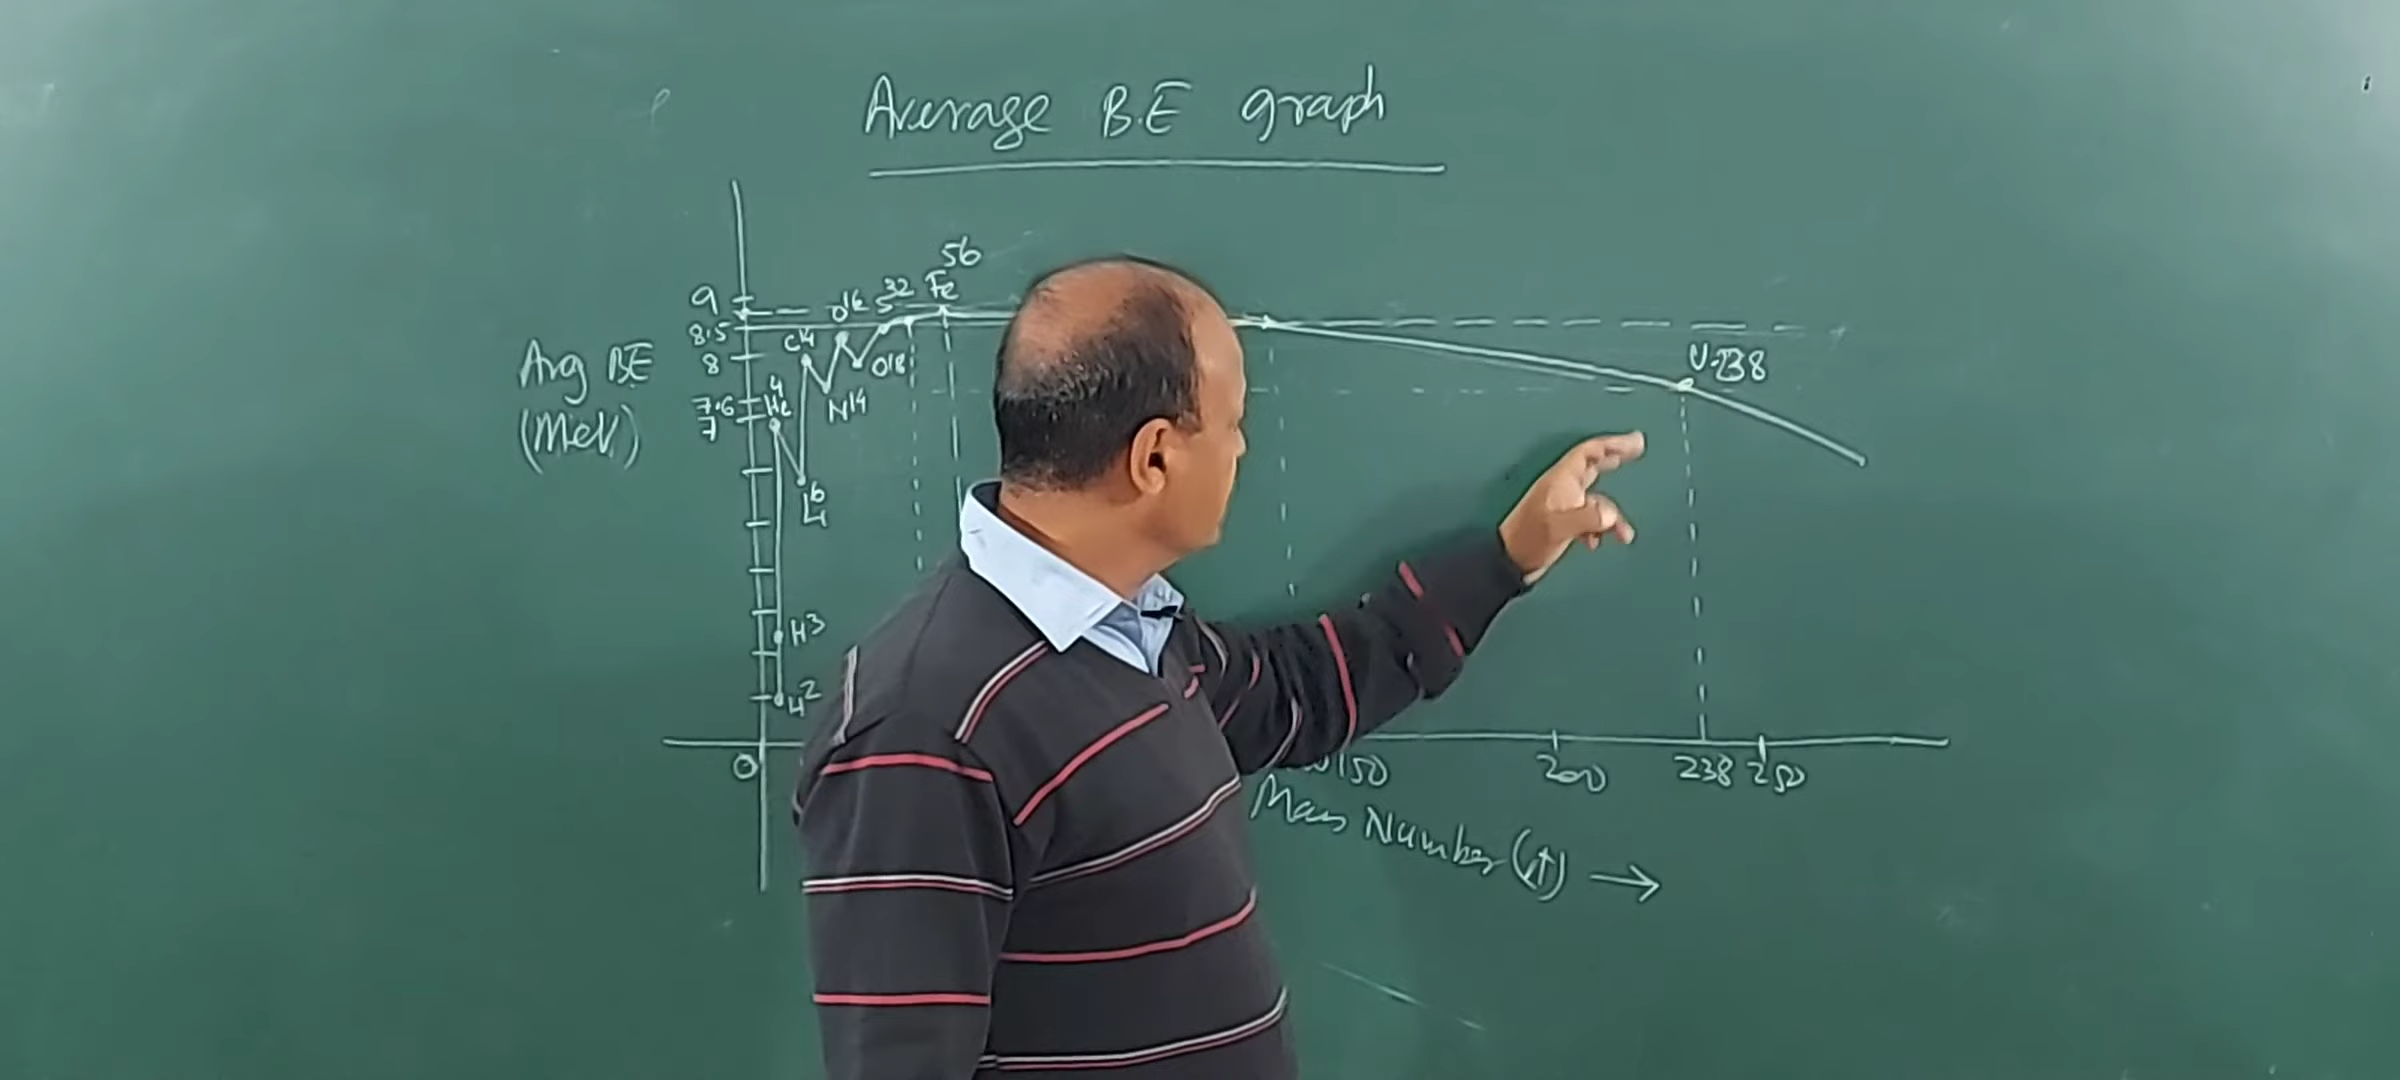 Average B.E graph
56
Fe
9
O16
S32
8.5
C14
8
O18
Avg BE
(MeV)
7.6
7
4
He
N14
U-238
6
Li
H3
H2
0
150
200
238
250
Mass Number (A) →